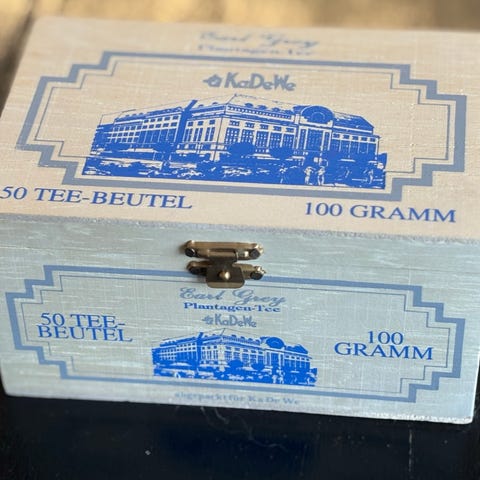 Earl Grey
Plantagen-Tee
KaDeWe
50 TEE-BEUTEL
100 GRAMM
Earl Grey
Plantagen-Tee
KaDeWe
50 TEE-
BEUTEL
100
GRAMM
abgepackt für KaDeWe